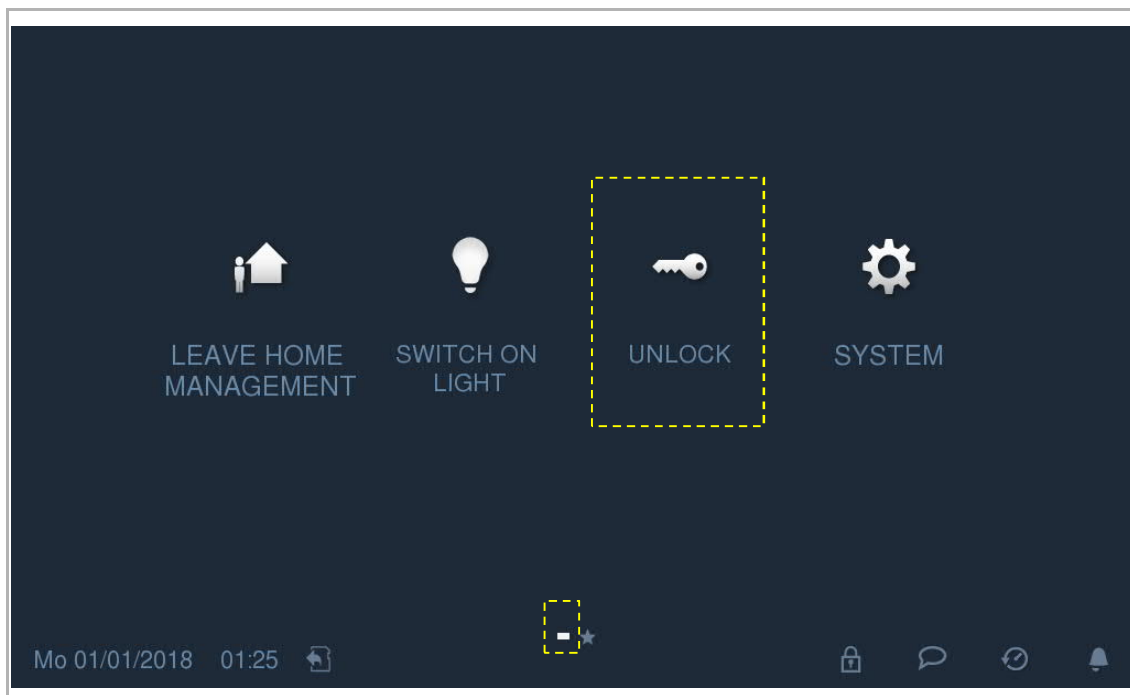 LEAVE HOME
MANAGEMENT
SWITCH ON
LIGHT
UNLOCK
SYSTEM
Mo 01/01/2018 01:25